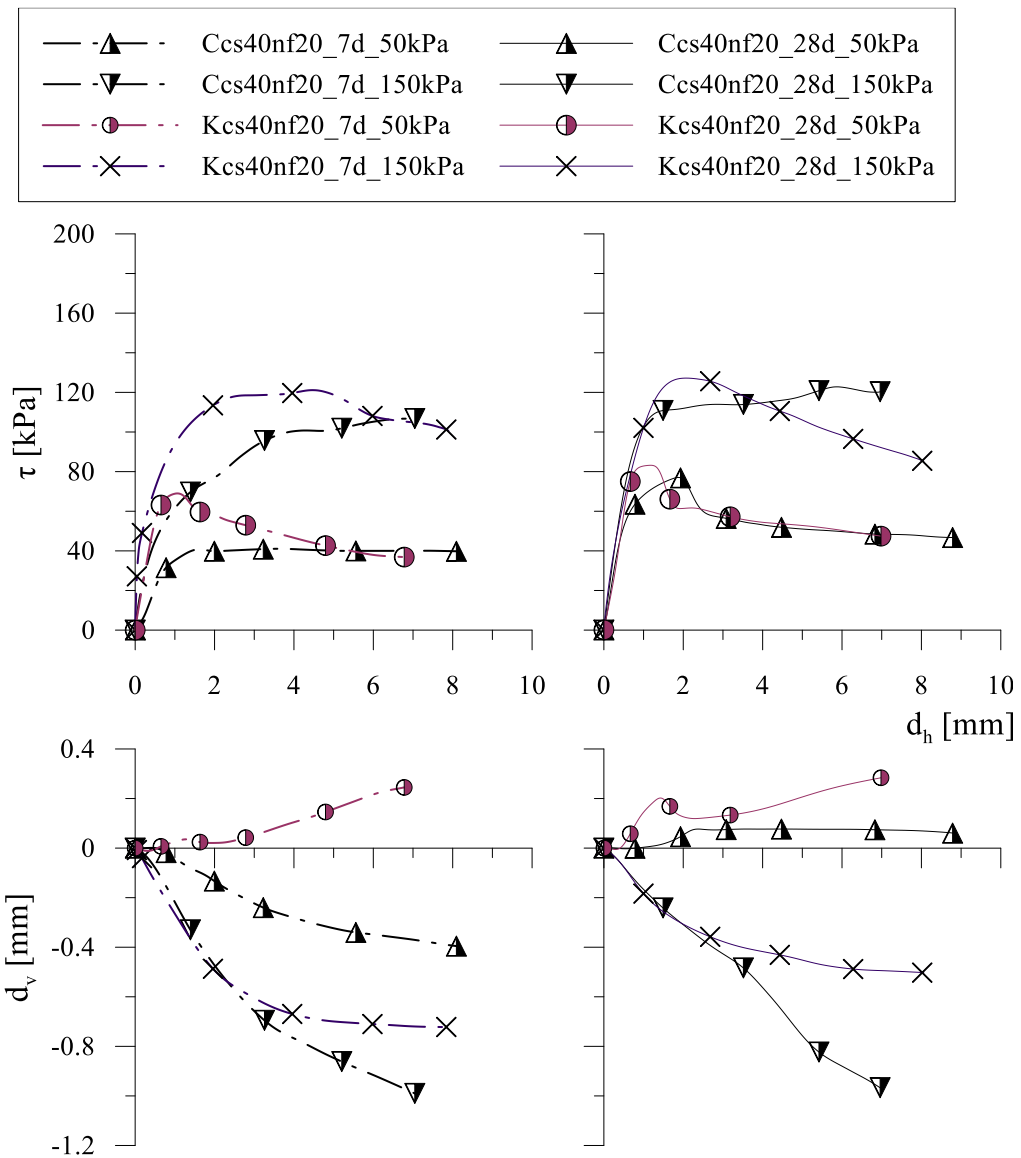 Ccs40nf20_7d_50kPa Ccs40nf20_28d_50kPa
Ccs40nf20_7d_150kPa Ccs40nf20_28d_150kPa
Kcs40nf20_7d_50kPa Kcs40nf20_28d_50kPa
Kcs40nf20_7d_150kPa Kcs40nf20_28d_150kPa
τ [kPa]
200
160
120
80
40
0
0 2 4 6 8 10
0 2 4 6 8 10
dh [mm]
dv [mm]
0.4
0
-0.4
-0.8
-1.2